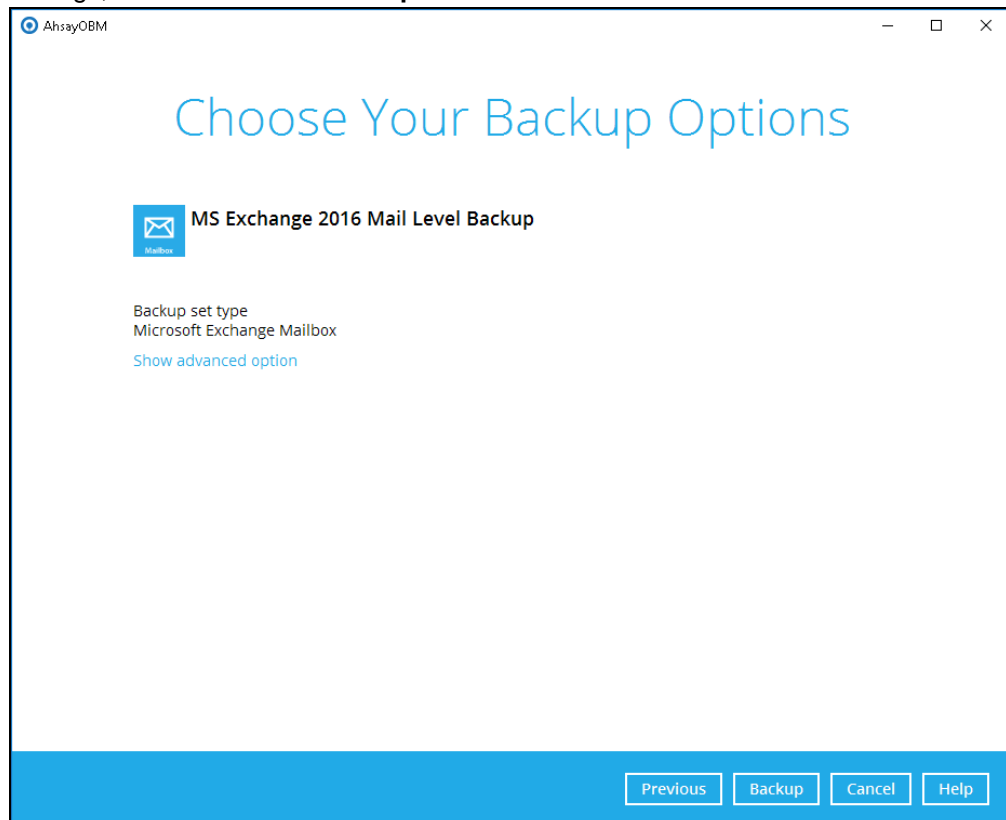 AhsayOBM
Choose Your Backup Options
MS Exchange 2016 Mail Level Backup
Mailbox
Backup set type
Microsoft Exchange Mailbox
Show advanced option
Previous Backup Cancel Help